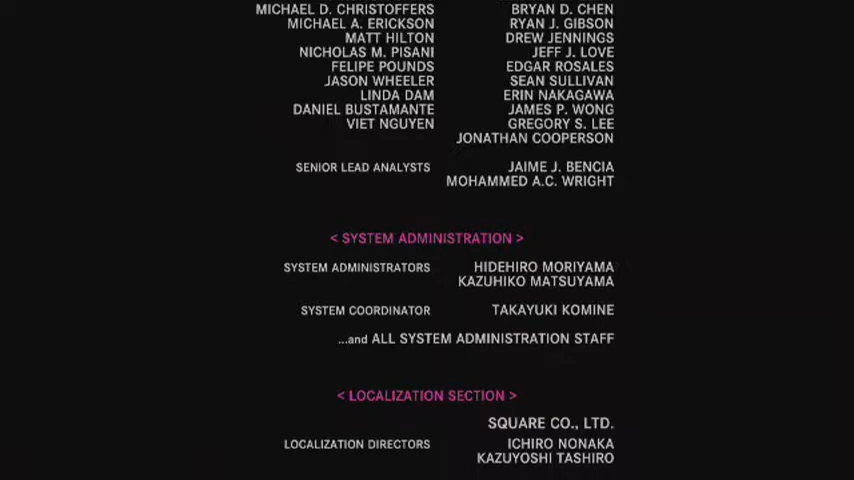 MICHAEL D. CHRISTOFFERS BRYAN D. CHEN
MICHAEL A. ERICKSON RYAN J. GIBSON
MATT HILTON DREW JENNINGS
NICHOLAS M. PISANI JEFF J. LOVE
FELIPE POUNDS EDGAR ROSALES
JASON WHEELER SEAN SULLIVAN
LINDA DAM ERIN NAKAGAWA
DANIEL BUSTAMANTE JAMES P. WONG
VIET NGUYEN GREGORY S. LEE
JONATHAN COOPERSON
SENIOR LEAD ANALYSTS JAIME J. BENCIA
MOHAMMED A.C. WRIGHT
< SYSTEM ADMINISTRATION >
SYSTEM ADMINISTRATORS HIDEHIRO MORIYAMA
KAZUHIKO MATSUYAMA
SYSTEM COORDINATOR TAKAYUKI KOMINE
...and ALL SYSTEM ADMINISTRATION STAFF
< LOCALIZATION SECTION >
SQUARE CO., LTD.
LOCALIZATION DIRECTORS ICHIRO NONAKA
KAZUYOSHI TASHIRO